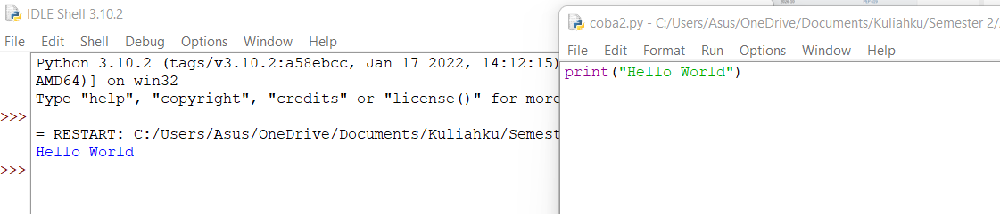 IDLE Shell 3.10.2
File Edit Shell Debug Options Window Help
Python 3.10.2 (tags/v3.10.2:a58ebcc, Jan 17 2022, 14:12:15)
AMD64)] on win32
Type "help", "copyright", "credits" or "license()" for more
>>>
= RESTART: C:/Users/Asus/OneDrive/Documents/Kuliahku/Semest
Hello World
>>>
coba2.py - C:/Users/Asus/OneDrive/Documents/Kuliahku/Semester 2/
File Edit Format Run Options Window Help
print("Hello World")